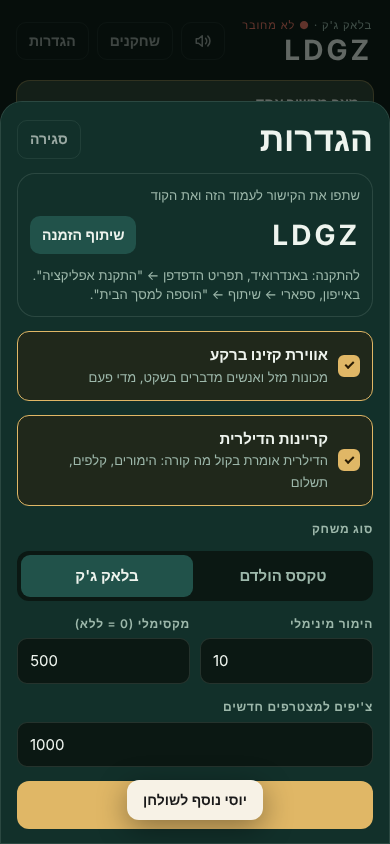 בלאק ג'ק · ● לא מחובר
LDGZ
שחקנים
הגדרות
הגדרות
סגירה
שתפו את הקישור לעמוד הזה ואת הקוד
LDGZ
שיתוף הזמנה
להתקנה: באנדרואיד, תפריט הדפדפן ← "התקנת אפליקציה".
באייפון, ספארי ← שיתוף ← "הוספה למסך הבית".
אווירת קזינו ברקע
מכונות מזל ואנשים מדברים בשקט, מדי פעם
קריינות הדילרית
הדילרית אומרת בקול מה קורה: הימורים, קלפים,
תשלום
סוג משחק
טקסס הולדם
בלאק ג'ק
הימור מינימלי
מקסימלי (0 = ללא)
10
500
צ'יפים למצטרפים חדשים
1000
יוסי נוסף לשולחן